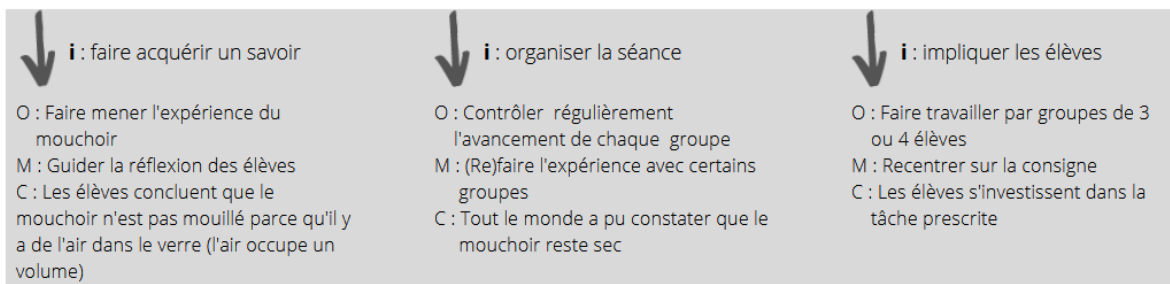 i : faire acquérir un savoir
O : Faire mener l'expérience du
mouchoir
M : Guider la réflexion des élèves
C : Les élèves concluent que le
mouchoir n'est pas mouillé parce qu'il y
a de l'air dans le verre (l'air occupe un
volume)
i : organiser la séance
O : Contrôler régulièrement
l'avancement de chaque groupe
M : (Re)faire l'expérience avec certains
groupes
C : Tout le monde a pu constater que le
mouchoir reste sec
i : impliquer les élèves
O : Faire travailler par groupes de 3
ou 4 élèves
M : Recentrer sur la consigne
C : Les élèves s'investissent dans la
tâche prescrite